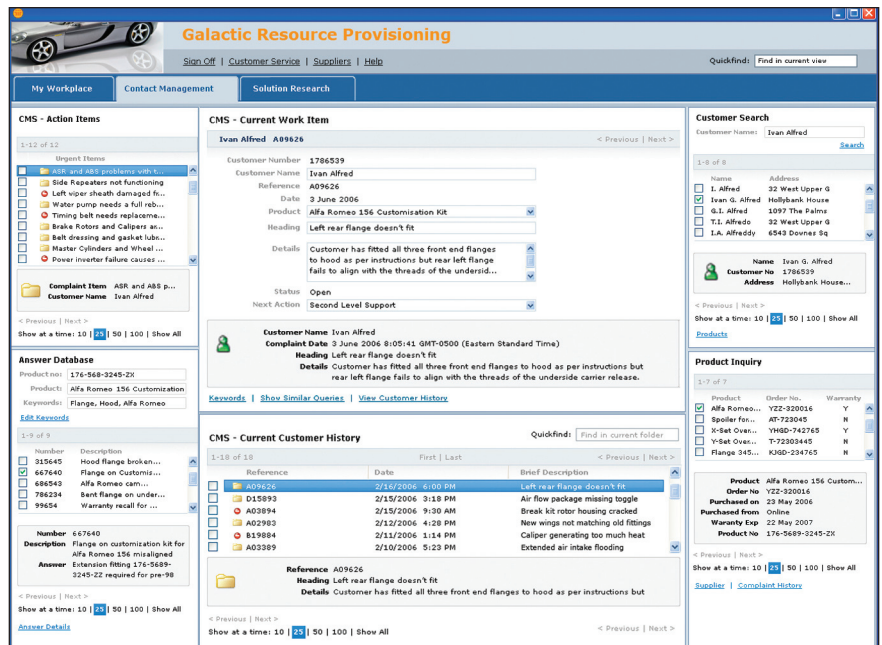 Galactic Resource Provisioning
Sign Off | Customer Service | Suppliers | Help
Quickfind: Find in current view
My Workplace
Contact Management
Solution Research
CMS - Action Items
1-12 of 12
Urgent Items
ASR and ABS problems with t...
Side Repeaters not functioning
Left viper sheath damaged fr...
Water pump needs a full reb...
Timing belt needs replaceme...
Brake Rotors and Calipers ar...
Belt dressing and gasket lubr...
Master Cylinders and Wheel ...
Power inverter failure causes ...
Complaint Item ASR and ABS p...
Customer Name Ivan Alfred
< Previous | Next >
Show at a time: 10 | 25 | 50 | 100 | Show All
Answer Database
Product no: 176-568-3245-ZX
Product: Alfa Romeo 156 Customization
Keywords: Flange, Hood, Alfa Romeo
Edit Keywords
1-9 of 9
Number Description
315645 Hood flange broken...
667640 Flange on Customis...
686543 Alfa Romeo cam...
786234 Bent flange on under...
99654 Warranty recall for ...
Number 667640
Description Flange on customization kit for
Alfa Romeo 156 misaligned
Answer Extension fitting 176-5689-
3245-ZZ required for pre-98
< Previous | Next >
Show at a time: 10 | 25 | 50 | 100 | Show All
Answer Details
CMS - Current Work Item
Ivan Alfred A09626
< Previous | Next >
Customer Number 1786539
Customer Name Ivan Alfred
Reference A09626
Date 3 June 2006
Product Alfa Romeo 156 Customisation Kit
Heading Left rear flange doesn't fit
Details Customer has fitted all three front end flanges
to hood as per instructions but rear left flange
fails to align with the threads of the undersid...
Status Open
Next Action Second Level Support
Customer Name Ivan Alfred
Complaint Date 3 June 2006 8:05:41 GMT-0500 (Eastern Standard Time)
Heading Left rear flange doesn't fit
Details Customer has fitted all three front end flanges to hood as per instructions but
rear left flange fails to align with the threads of the underside carrier release.
Keywords | Show Similar Queries | View Customer History
CMS - Current Customer History
Quickfind: Find in current folder
1-18 of 18
First | Last
< Previous | Next >
Reference Date Brief Description
A09626 2/16/2006 6:00 PM Left rear flange doesn't fit
D15893 2/15/2006 3:18 PM Air flow package missing toggle
A03894 2/15/2006 9:30 AM Break kit rotor housing cracked
A02983 2/12/2006 4:28 PM New wings not matching old fittings
B19884 2/11/2006 1:14 PM Caliper generating too much heat
A03389 2/10/2006 5:23 PM Extended air intake flooding
Reference A09626
Heading Left rear flange doesn't fit
Details Customer has fitted all three front end flanges to hood as per instructions but
< Previous | Next >
Show at a time: 10 | 25 | 50 | 100 | Show All
< Previous | Next >
Customer Search
Customer Name: Ivan Alfred
Search
1-8 of 8
Name Address
I. Alfred 32 West Upper G
Ivan G. Alfred Hollybank House
G.I. Alfred 1097 The Palms
T.I. Alfredo 32 West Upper G
I.A. Alfreddy 6543 Downes Sq
Name Ivan G. Alfred
Customer No 1786539
Address Hollybank House...
< Previous | Next >
Show at a time: 10 | 25 | 50 | 100 | Show All
Products
Product Inquiry
1-7 of 7
Product Order No. Warranty
Alfa Romeo... YZZ-320016 Y
Spoiler for... AT-723045 N
X-Set Over... YHGD-742765 Y
Y-Set Over... T-72303445 N
Flange 345... KJGD-234765 N
Product Alfa Romeo 156 Custom...
Order No YZZ-320016
Purchased on 23 May 2006
Purchased from Online
Waranty Exp 22 May 2007
Product No 176-5689-3245-ZX
< Previous | Next >
Show at a time: 10 | 25 | 50 | 100 | Show All
Supplier | Complaint History